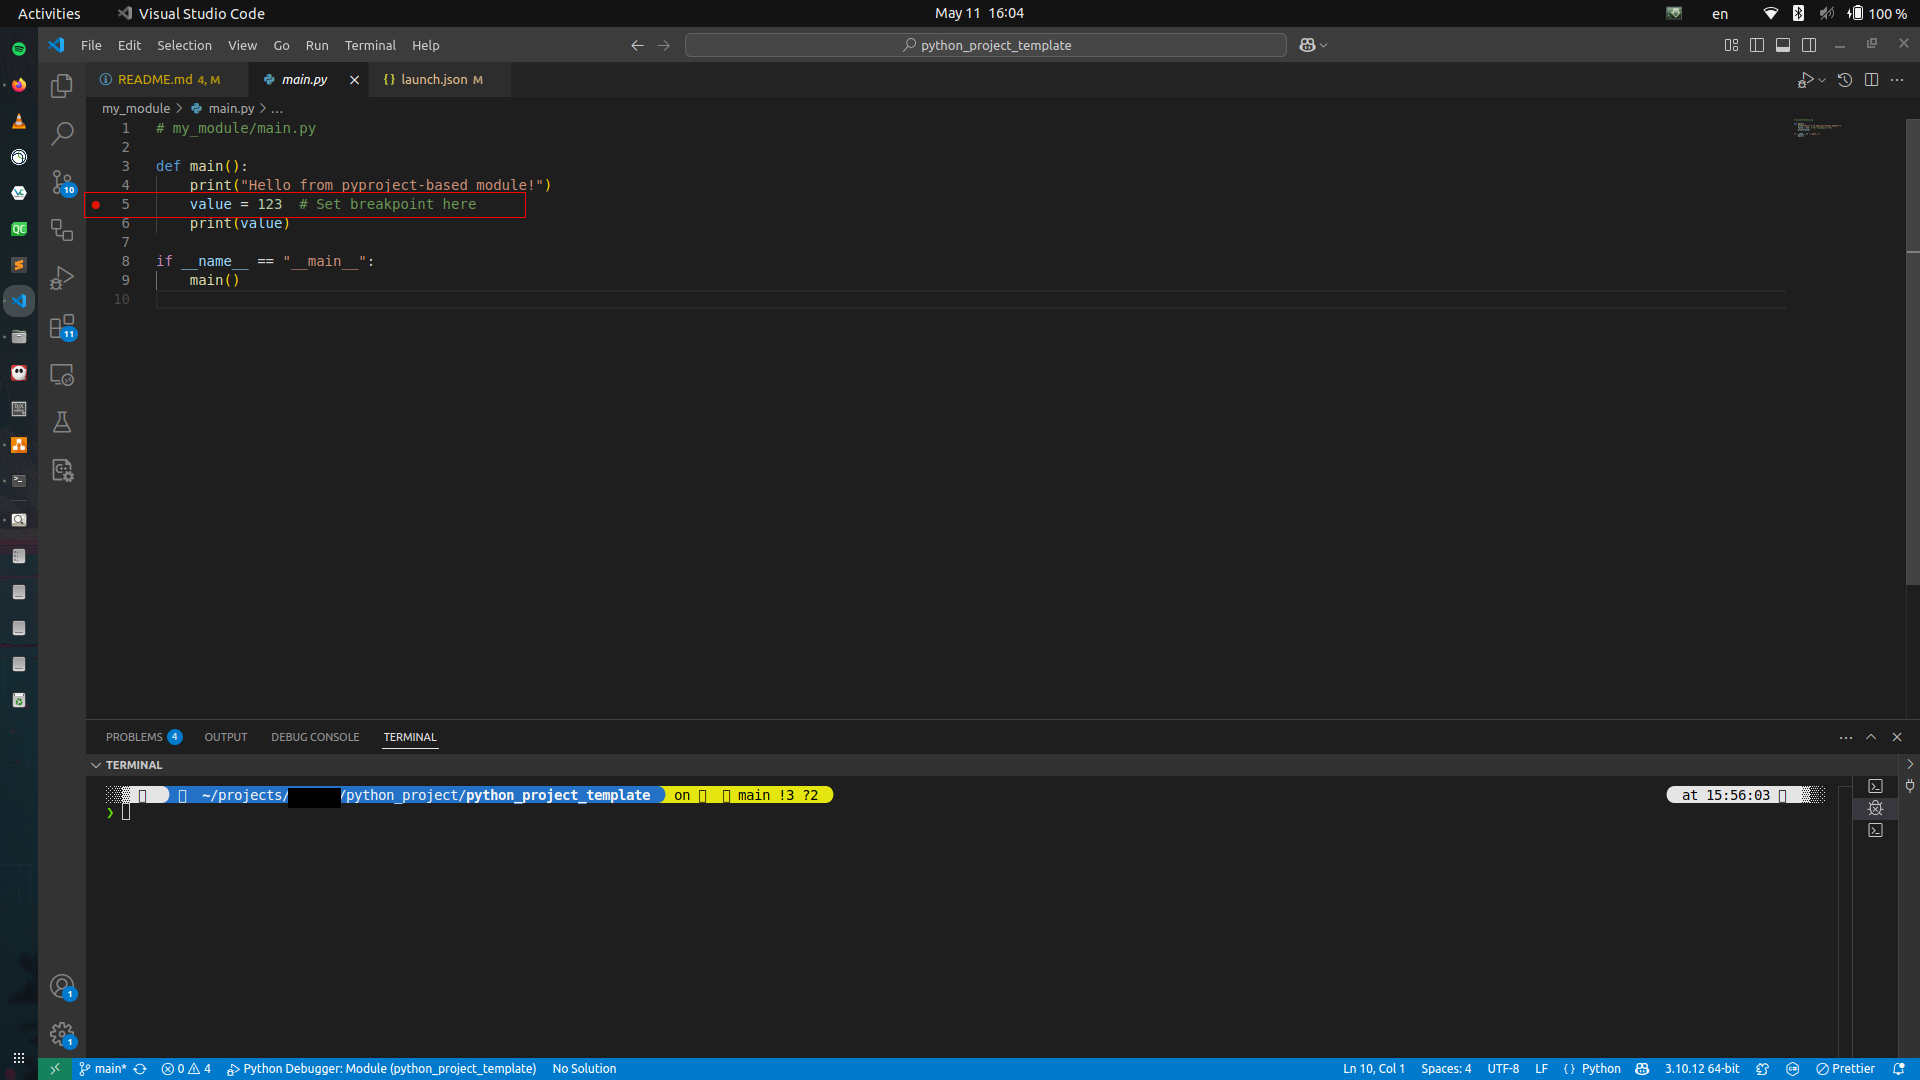 Activities Visual Studio Code May 11 16:04 en 100 %
File Edit Selection View Go Run Terminal Help python_project_template
README.md 4, M main.py launch.json M
my_module > main.py > ...
1 # my_module/main.py
2
3 def main():
4 print("Hello from pyproject-based module!")
5 value = 123 # Set breakpoint here
6 print(value)
7
8 if __name__ == "__main__":
9 main()
10
10
11
PROBLEMS 4 OUTPUT DEBUG CONSOLE TERMINAL
TERMINAL
~/projects/ /python_project/python_project_template on main !3 ?2 at 15:56:03
❯
1
1
main* 0 4 Python Debugger: Module (python_project_template) No Solution Ln 10, Col 1 Spaces: 4 UTF-8 LF {} Python 3.10.12 64-bit Prettier